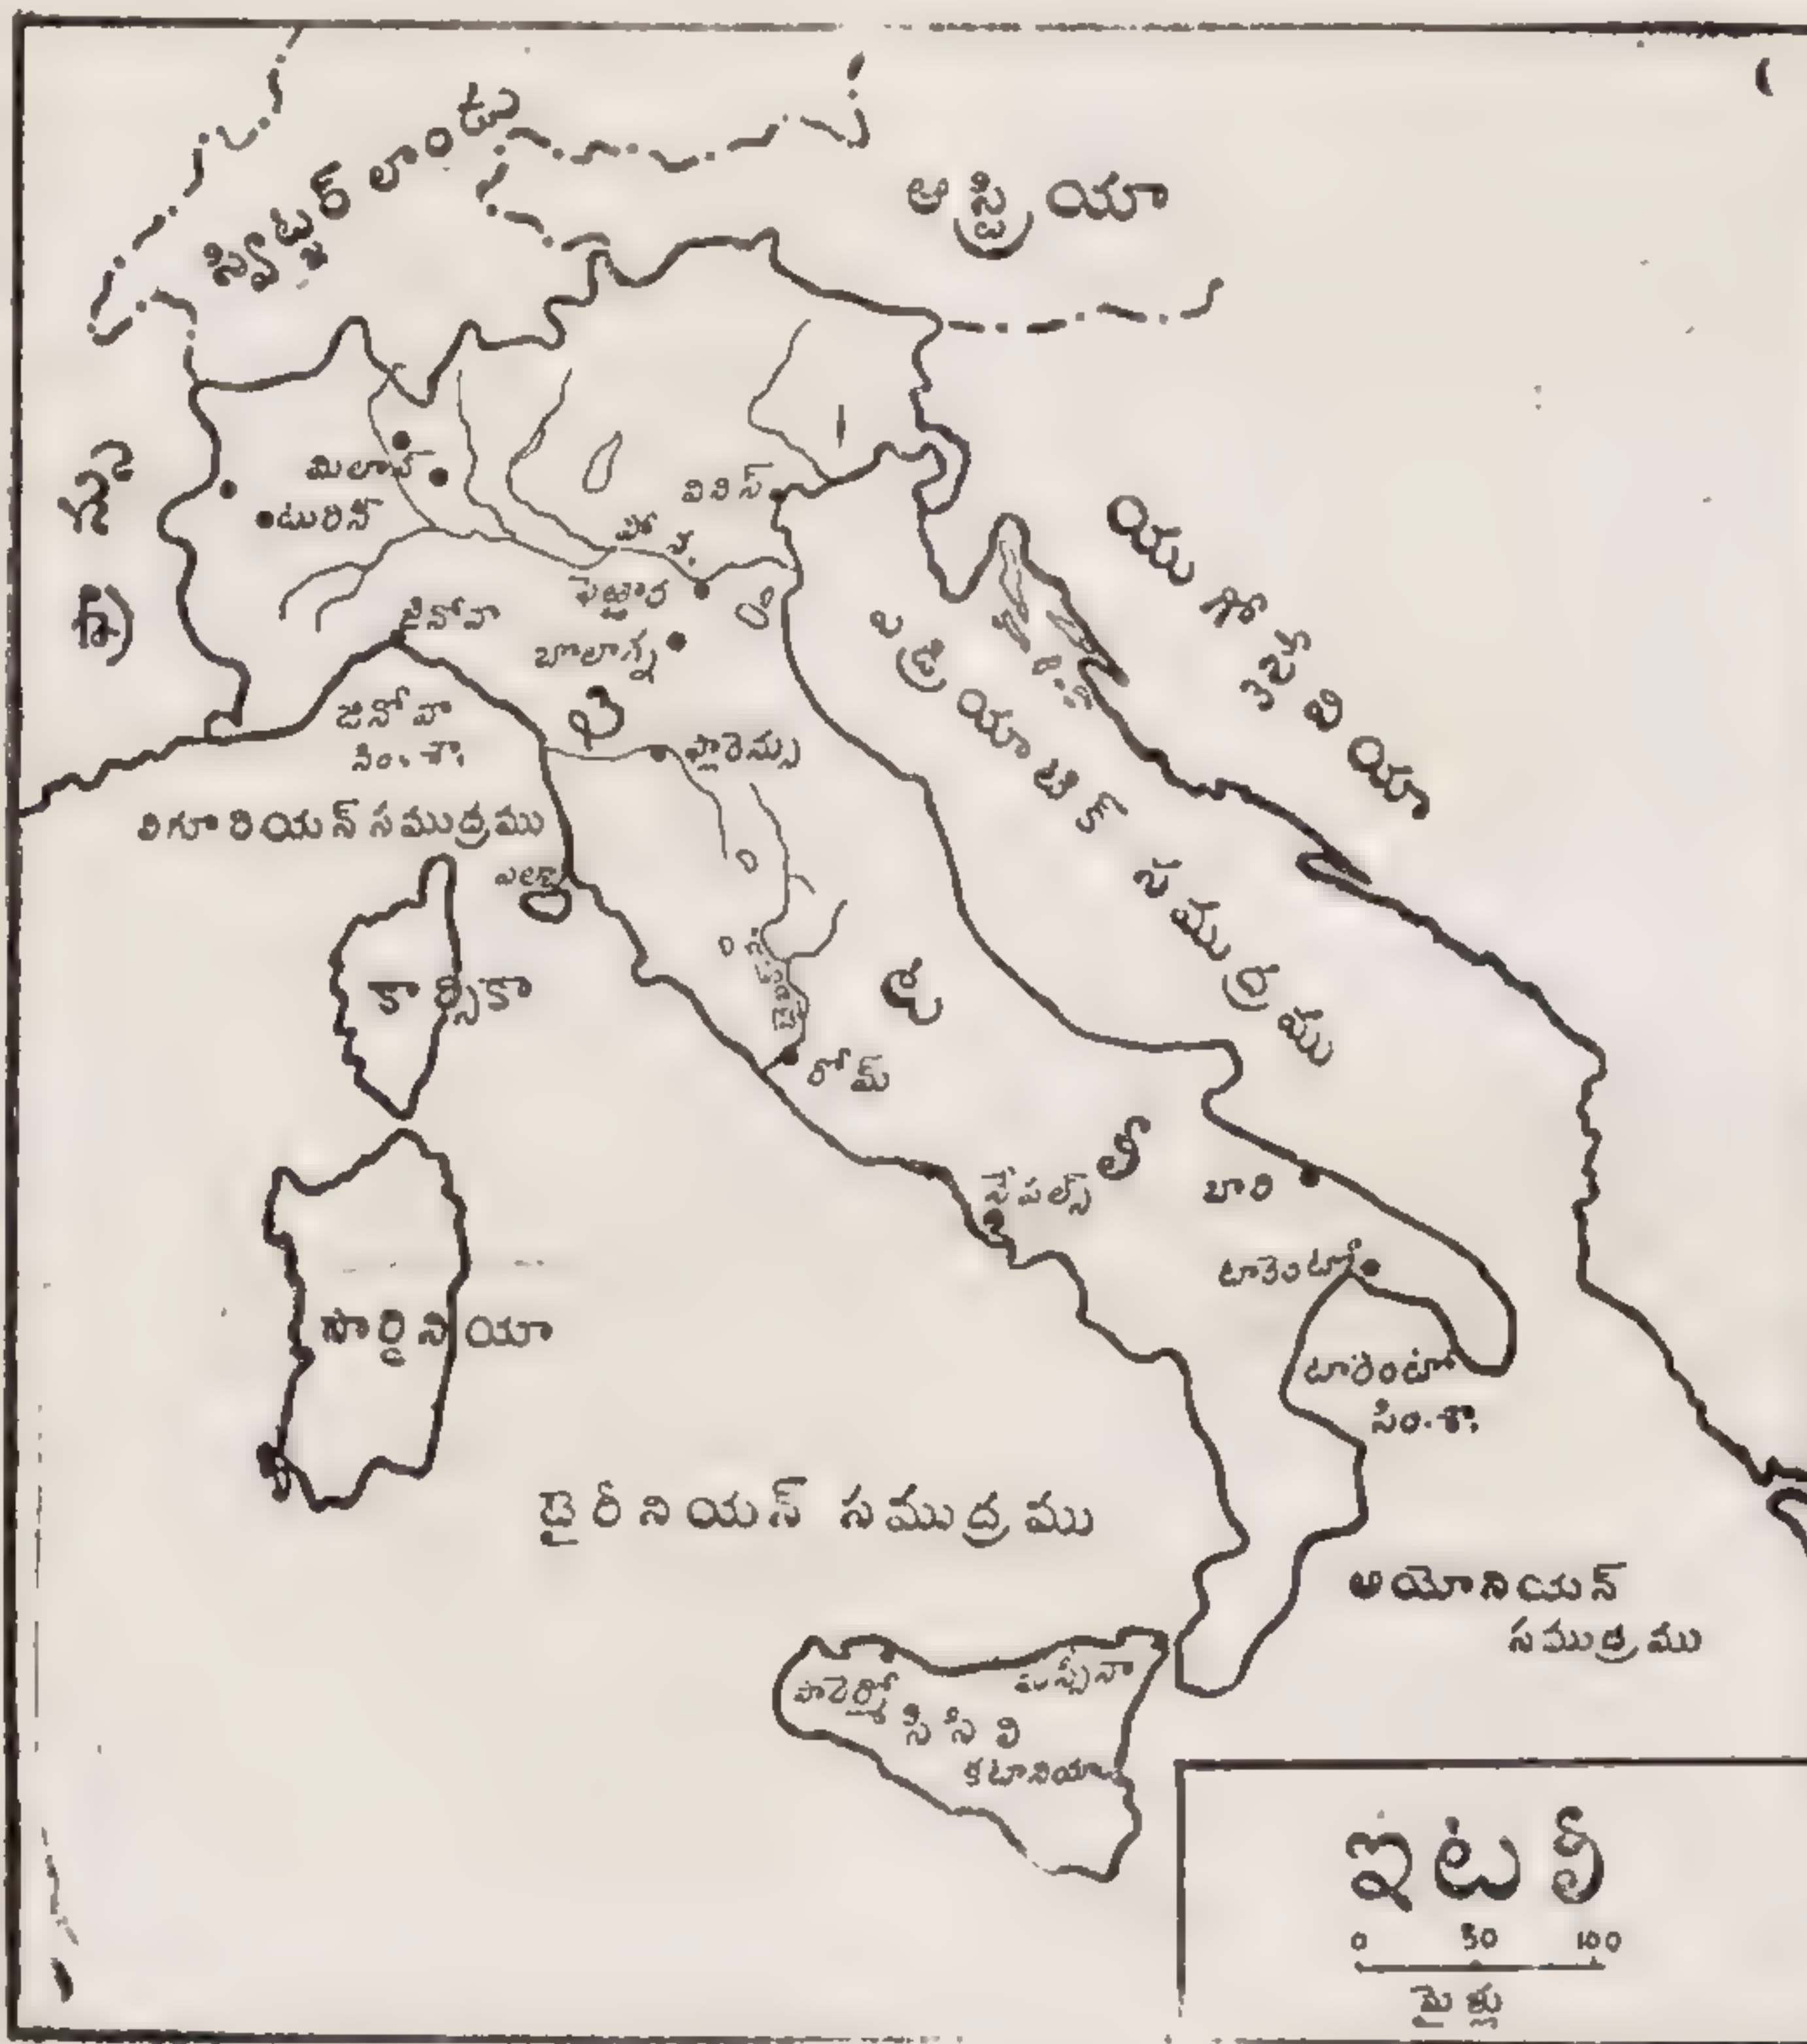 స్విట్జర్ లాండు
ఆస్ట్రియా
ఫ్రాన్సు
మిలాన్
టురిన్
వినిస్
పో న.
ఫెర్రారా
జినోవా
బొలొగ్న
జినోవా
సిం. శా.
ఫ్లారెన్సు
యుగోస్లేవియా
ఏడ్రియాటిక్ సముద్రము
లిగూరియన్ సముద్రము
ఎల్బా
కార్సికా
ఇ ట లీ
రోమ్
నేపల్స్
బారి
టారెంటో
టారెంటో
సిం. శా.
సార్డినియా
టైరీనియన్ సముద్రము
అయోనియన్
సముద్రము
పాలెర్మో
మెస్సీనా
సిసిలి
కటానియా
ఇటలీ
0 50 100
మైళ్లు